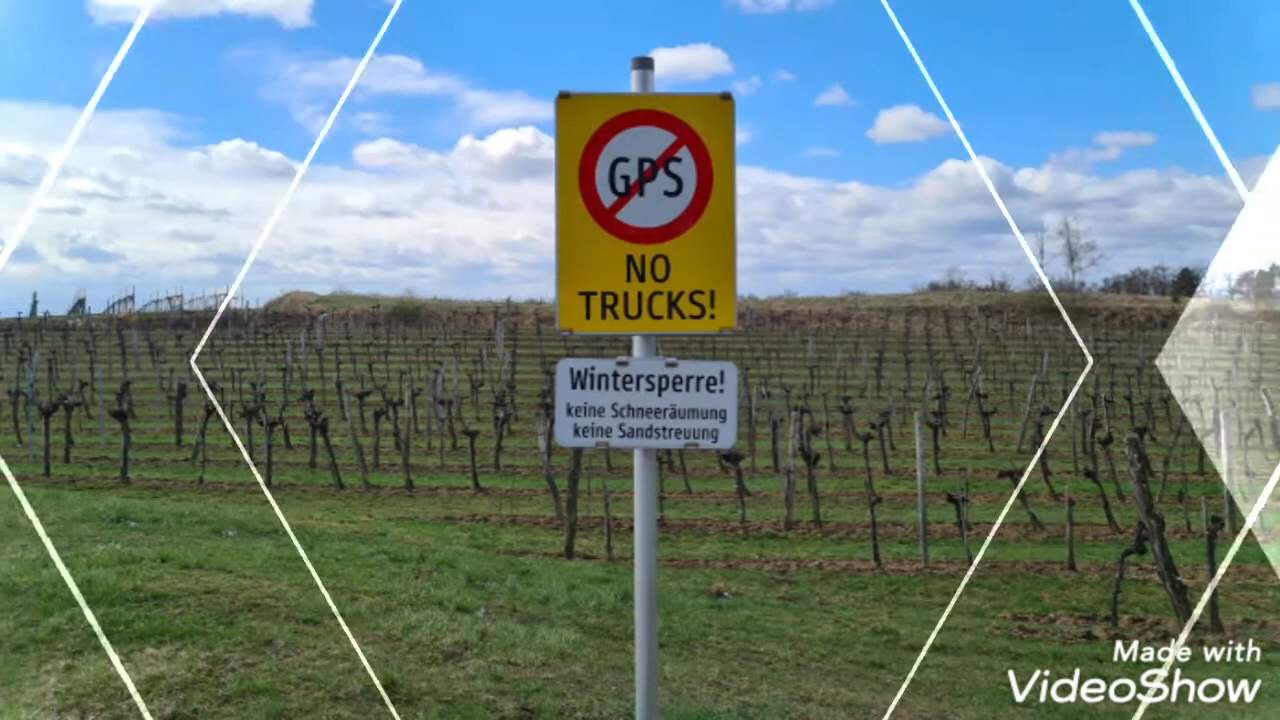 GPS
NO
TRUCKS!
Wintersperre!
keine Schneeräumung
keine Sandstreuung
Made with
VideoShow